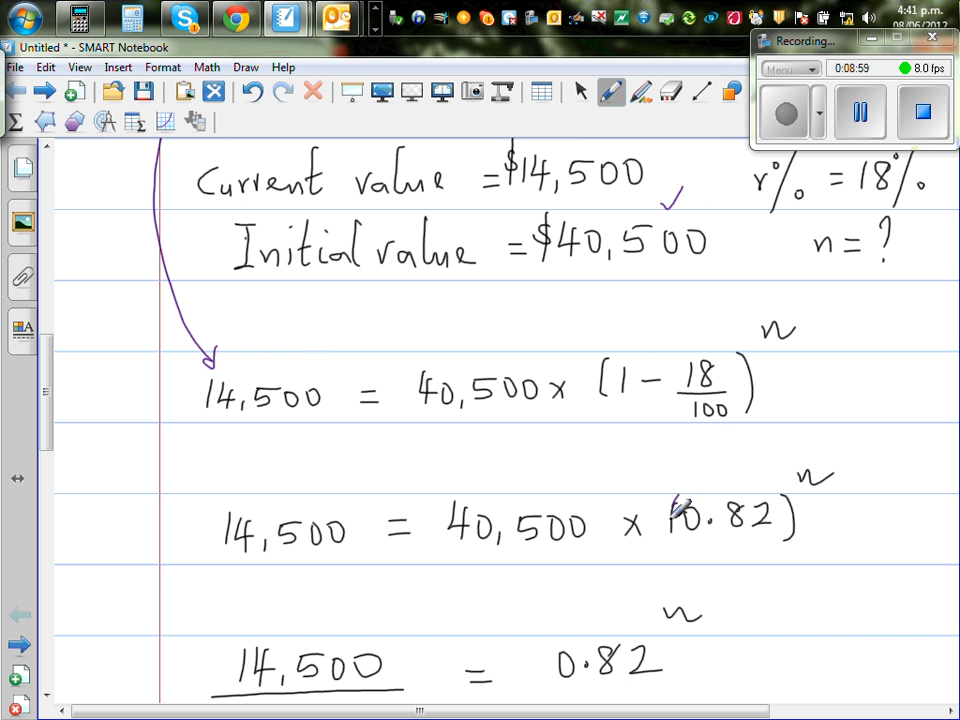 4:41 p.m.
08/06/2012
Untitled * - SMART Notebook
Recording...
File Edit View Insert Format Math Draw Help
Menu 0:08:59 8.0 fps
Current value = $14,500 r% = 18%
Initial value = $40,500 n = ?
14,500 = 40,500 × (1 - 18/100)^n
14,500 = 40,500 × (0.82)^n
14,500 = 0.82^n